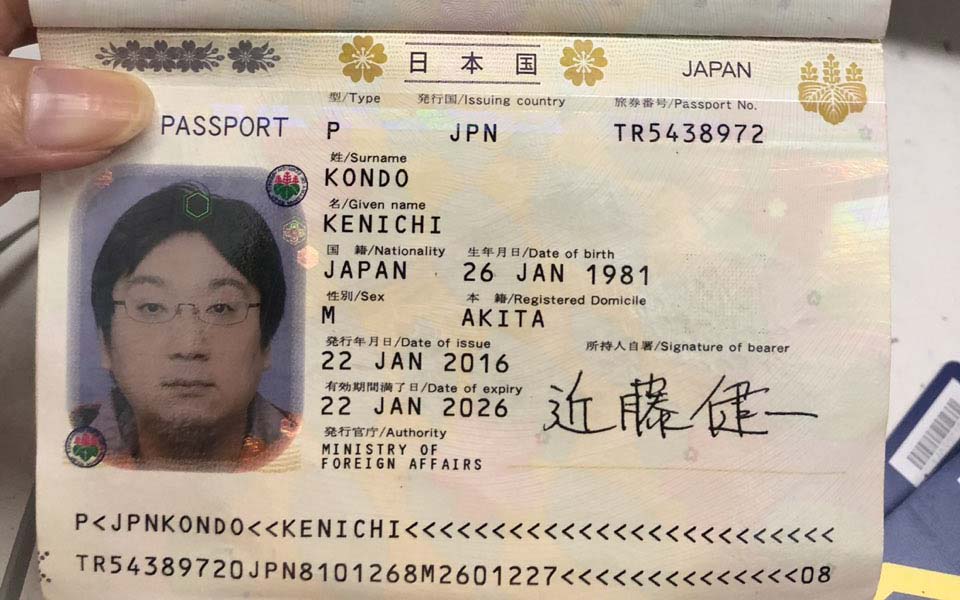 日本国
JAPAN
型/Type 発行国/Issuing country 旅券番号/Passport No.
PASSPORT P JPN TR5438972
姓/Surname
KONDO
名/Given name
KENICHI
国 籍/Nationality 生年月日/Date of birth
JAPAN 26 JAN 1981
性別/Sex 本 籍/Registered Domicile
M AKITA
発行年月日/Date of issue 所持人自署/Signature of bearer
22 JAN 2016
有効期間満了日/Date of expiry
22 JAN 2026 近藤健一
発行官庁/Authority
MINISTRY OF
FOREIGN AFFAIRS
P<JPNKONDO<<KENICHI<<<<<<<<<<<<<<<<<<<<<<<<<
TR54389720JPN8101268M2601227<<<<<<<<<<<<<<08